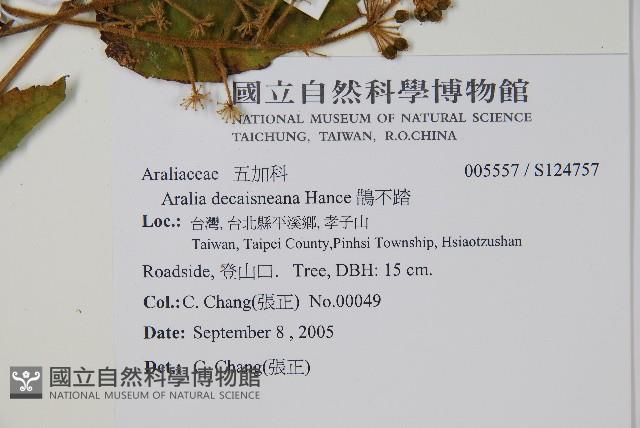 國立自然科學博物館
NATIONAL MUSEUM OF NATURAL SCIENCE
TAICHUNG, TAIWAN, R.O.CHINA
Araliaceae 五加科 005557 / S124757
Aralia decaisneana Hance 鵲不踏
Loc.: 台灣, 台北縣平溪鄉, 孝子山
Taiwan, Taipei County,Pinhsi Township, Hsiaotzushan
Roadside, 登山口. Tree, DBH: 15 cm.
Col.: C. Chang(張正) No.00049
Date: September 8 , 2005
Det.: C. Chang(張正)
國立自然科學博物館
NATIONAL MUSEUM OF NATURAL SCIENCE